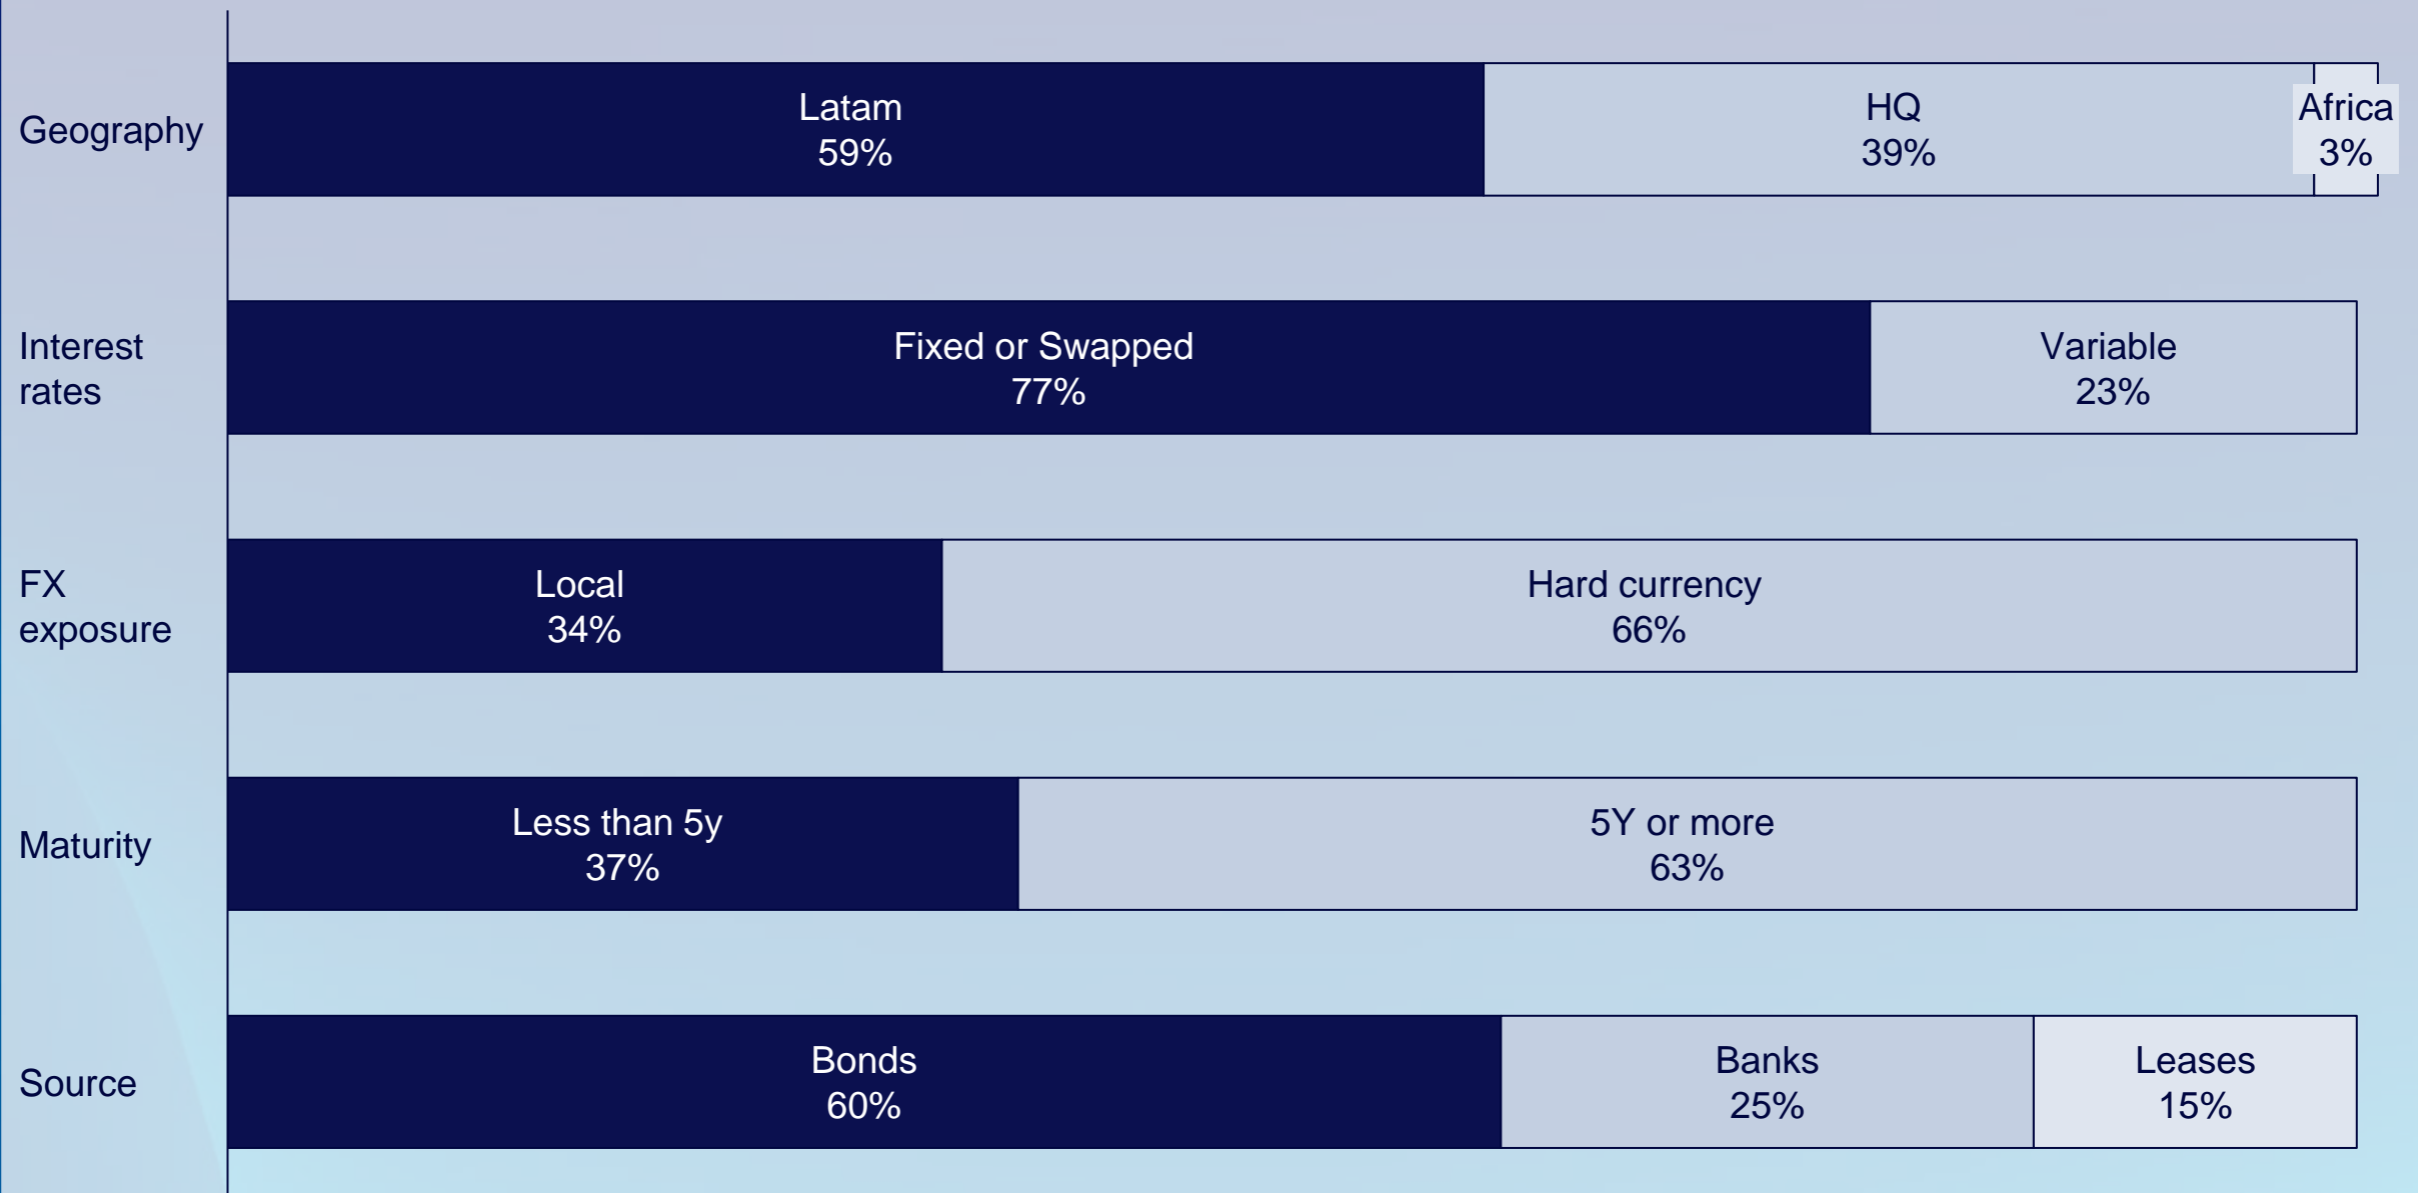 Geography
Latam
59%
HQ
39%
Africa
3%
Interest
rates
Fixed or Swapped
77%
Variable
23%
FX
exposure
Local
34%
Hard currency
66%
Maturity
Less than 5y
37%
5Y or more
63%
Source
Bonds
60%
Banks
25%
Leases
15%